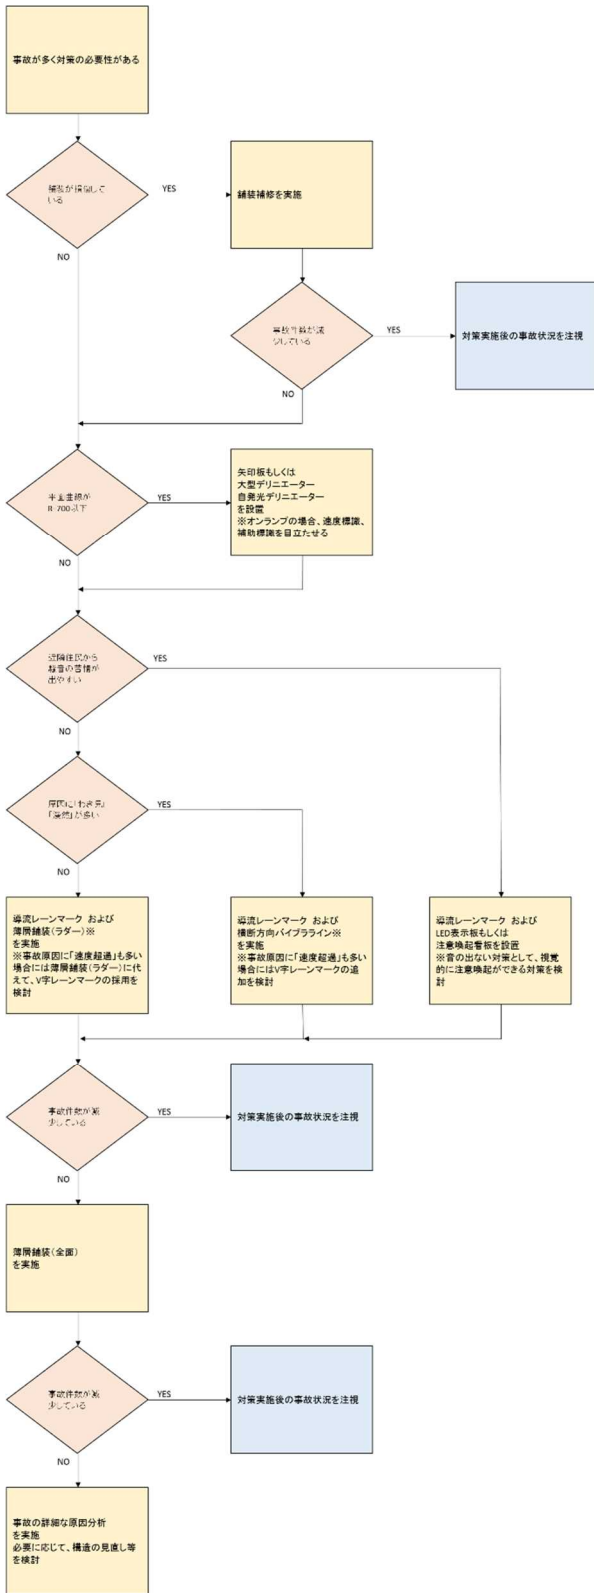 事故が多く対策の必要性がある
舗装が損傷して
いる
YES
舗装補修を実施
NO
事故件数が減
少している
YES
対策実施後の事故状況を注視
NO
平面曲線が
R=700以下
YES
矢印板もしくは
大型デリニエーター
自発光デリニエーター
を設置
※オンランプの場合、速度標識、
補助標識を目立たせる
NO
近隣住民から
騒音の苦情が
出やすい
YES
NO
原因に「わき見」
「漫然」が多い
YES
NO
導流レーンマーク および
薄層舗装(ラダー)※
を実施
※事故原因に「速度超過」も多い
場合には薄層舗装(ラダー)に代
えて、V字レーンマークの採用を
検討
導流レーンマーク および
横断方向バイブラライン※
を実施
※事故原因に「速度超過」も多い
場合にはV字レーンマークの追
加を検討
導流レーンマーク および
LED表示板もしくは
注意喚起看板を設置
※音の出ない対策として、視覚
的に注意喚起ができる対策を検
討
事故件数が減
少している
YES
対策実施後の事故状況を注視
NO
薄層舗装(全面)
を実施
事故件数が減
少している
YES
対策実施後の事故状況を注視
NO
事故の詳細な原因分析
を実施
必要に応じて、構造の見直し等
を検討